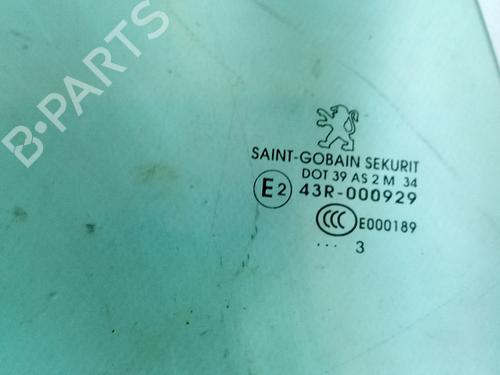 B-PARTS
SAINT-GOBAIN SEKURIT
DOT 39 AS 2 M 34
E2 43R-000929
CCC E000189
... 3